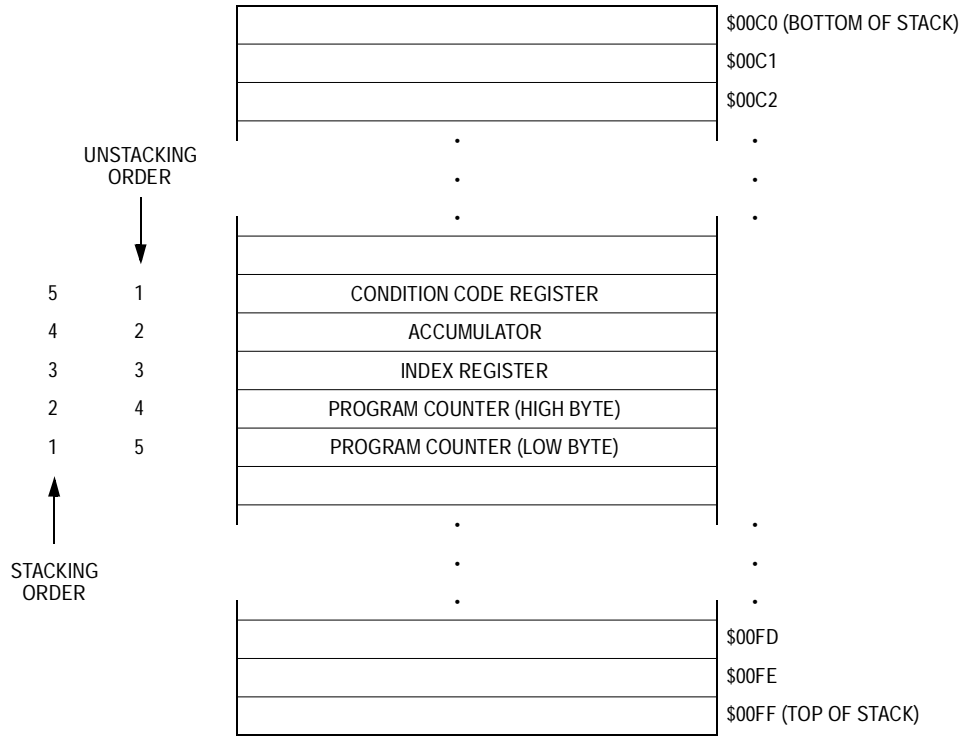 $00C0 (BOTTOM OF STACK)
$00C1
$00C2
UNSTACKING
ORDER
5 1 CONDITION CODE REGISTER
4 2 ACCUMULATOR
3 3 INDEX REGISTER
2 4 PROGRAM COUNTER (HIGH BYTE)
1 5 PROGRAM COUNTER (LOW BYTE)
STACKING
ORDER
$00FD
$00FE
$00FF (TOP OF STACK)